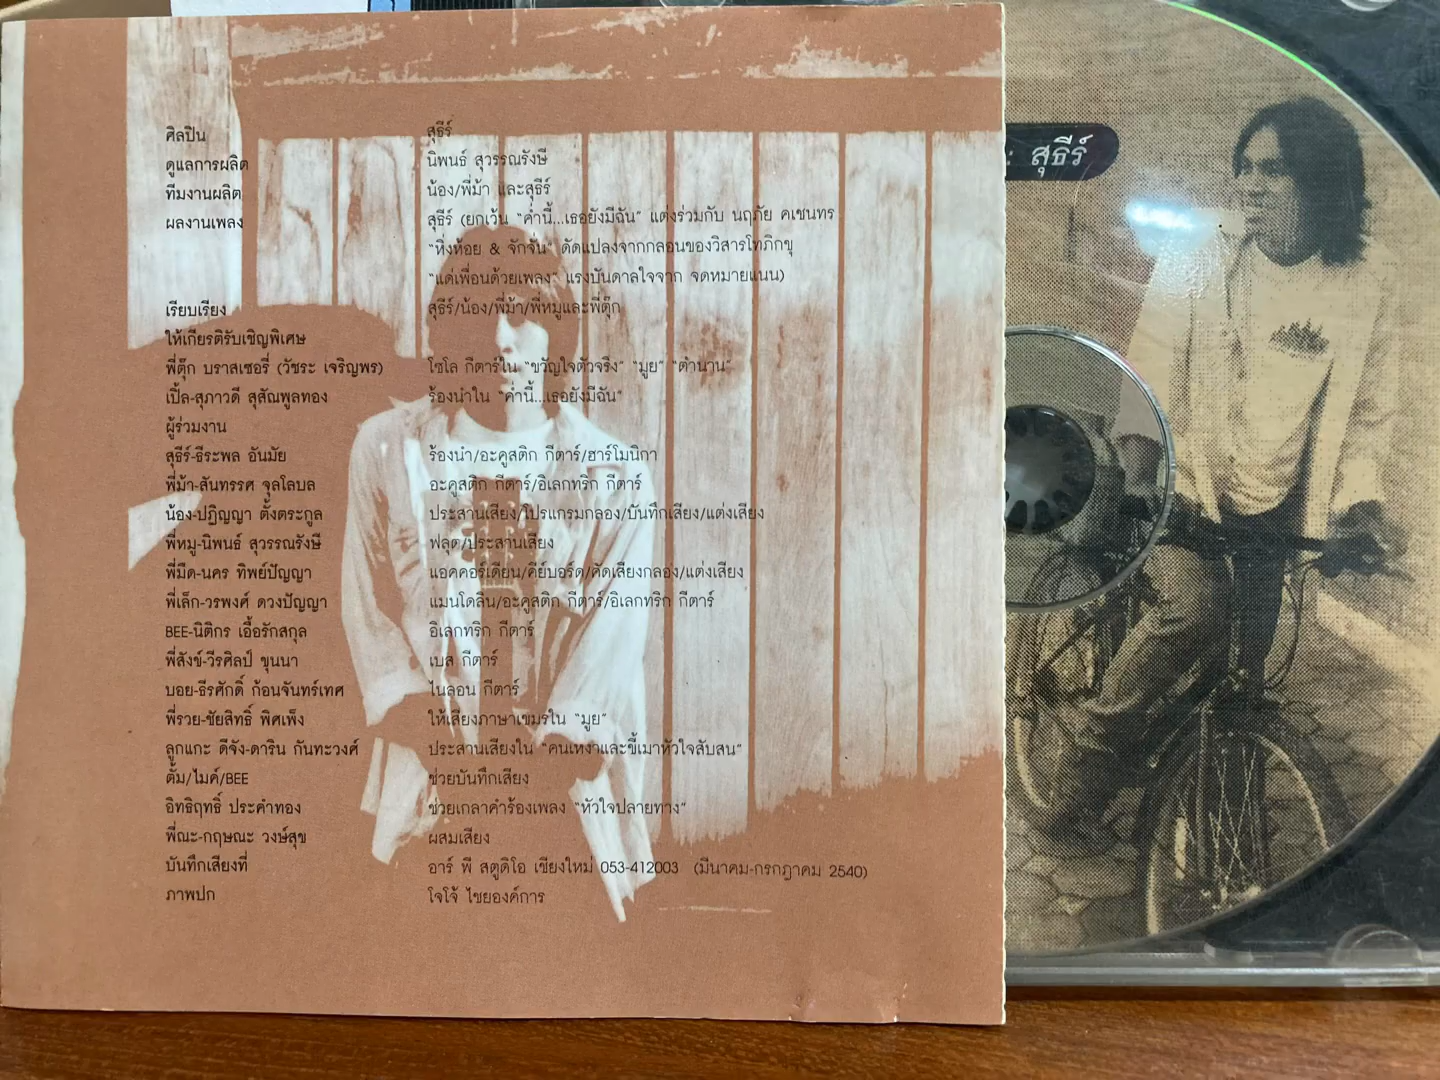 ศิลปิน สุธีร์
ดูแลการผลิต นิพนธ์ สุวรรณรังษี
ทีมงานผลิต น้อง/พี่ม้า และสุธีร์
ผลงานเพลง สุธีร์ (ยกเว้น "ค่ำนี้...เธอยังมีฉัน" แต่งร่วมกับ นฤภัย คเชนทร
"หิ่งห้อย & จักจั่น" ดัดแปลงจากกลอนของวิสารโทภิกขุ
"แด่เพื่อนด้วยเพลง" แรงบันดาลใจจาก จดหมายแนน)
เรียบเรียง สุธีร์/น้อง/พี่ม้า/พี่หมูและพี่ตุ๊ก
ให้เกียรติรับเชิญพิเศษ
พี่ตุ๊ก บราสเซอรี่ (วัชระ เจริญพร) โซโล กีตาร์ใน "ขวัญใจตัวจริง" "มูย" "ตำนาน"
เปิ้ล-สุภาวดี สุสัณพูลทอง ร้องนำใน "ค่ำนี้...เธอยังมีฉัน"
ผู้ร่วมงาน
สุธีร์-ธีระพล อันมัย ร้องนำ/อะคูสติก กีตาร์/ฮาร์โมนิกา
พี่ม้า-สันทรรศ จุลโลบล อะคูสติก กีตาร์/อิเลกทริก กีตาร์
น้อง-ปฏิญญา ตั้งตระกูล ประสานเสียง/โปรแกรมกลอง/บันทึกเสียง/แต่งเสียง
พี่หมู-นิพนธ์ สุวรรณรังษี ฟลุต/ประสานเสียง
พี่มืด-นคร ทิพย์ปัญญา แอคคอร์เดียน/คีย์บอร์ด/คัดเสียงกลอง/แต่งเสียง
พี่เล็ก-วรพงศ์ ดวงปัญญา แมนโดลิน/อะคูสติก กีตาร์/อิเลกทริก กีตาร์
BEE-นิติกร เอื้อรักสกุล อิเลกทริก กีตาร์
พี่สังข์-วีรศิลป์ ขุนนา เบส กีตาร์
บอย-ธีรศักดิ์ ก้อนจันทร์เทศ ไนลอน กีตาร์
พี่รวย-ชัยสิทธิ์ พิศเพ็ง ให้เสียงภาษาเขมรใน "มูย"
ลูกแกะ ดีจัง-ดาริน กันทะวงศ์ ประสานเสียงใน "คนเหงาและขี้เมาหัวใจสับสน"
ตั้ม/ไมค์/BEE ช่วยบันทึกเสียง
อิทธิฤทธิ์ ประคำทอง ช่วยเกลาคำร้องเพลง "หัวใจปลายทาง"
พี่ณะ-กฤษณะ วงษ์สุข ผสมเสียง
บันทึกเสียงที่ อาร์ พี สตูดิโอ เชียงใหม่ 053-412003 (มีนาคม-กรกฎาคม 2540)
ภาพปก โจโจ้ ไชยองค์การ
: สุธีร์